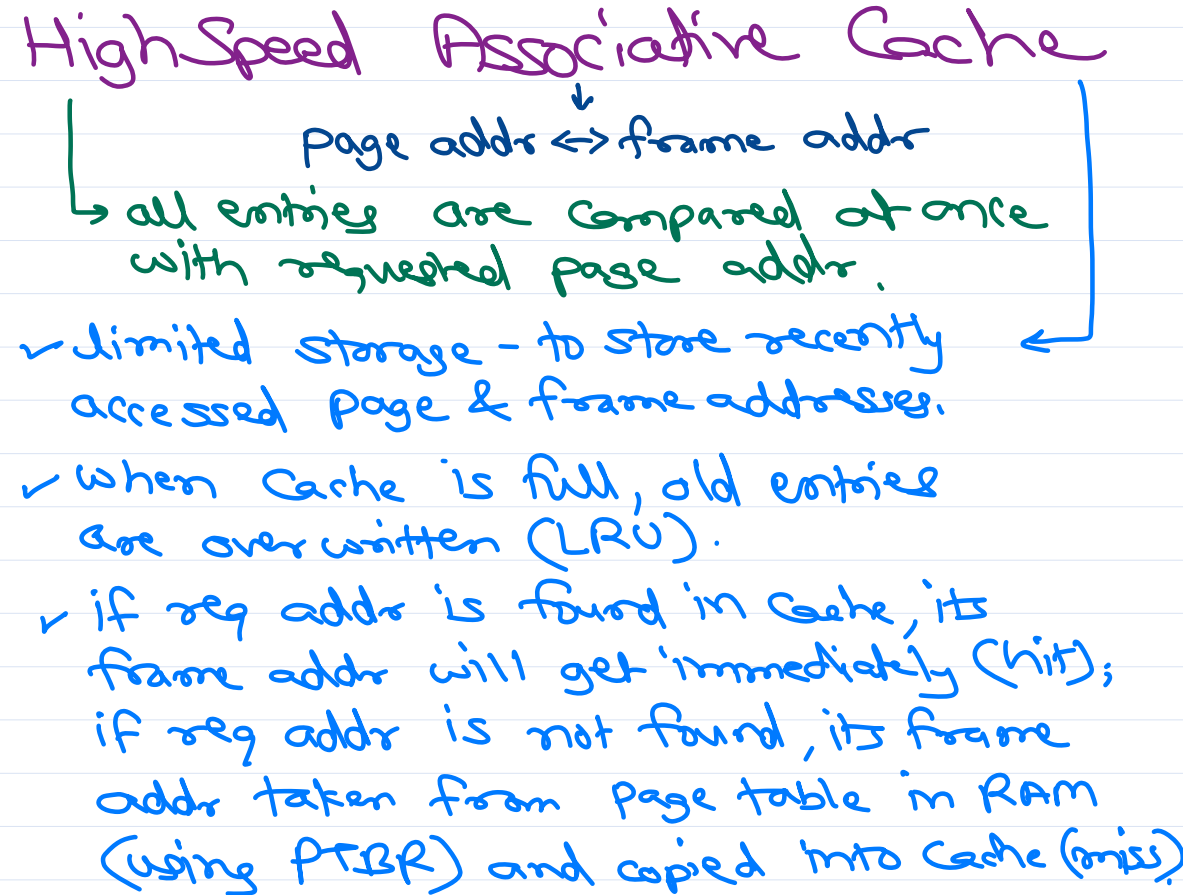 HighSpeed Associative Cache
page addr <-> frame addr
all entries are compared at once
with requested page addr.
limited storage - to store recently
accessed page & frame addresses.
when cache is full, old entries
are overwritten (LRU).
if req addr is found in cache, its
frame addr will get immediately (hit);
if req addr is not found, its frame
addr taken from page table in RAM
(using PTBR) and copied into cache (miss).